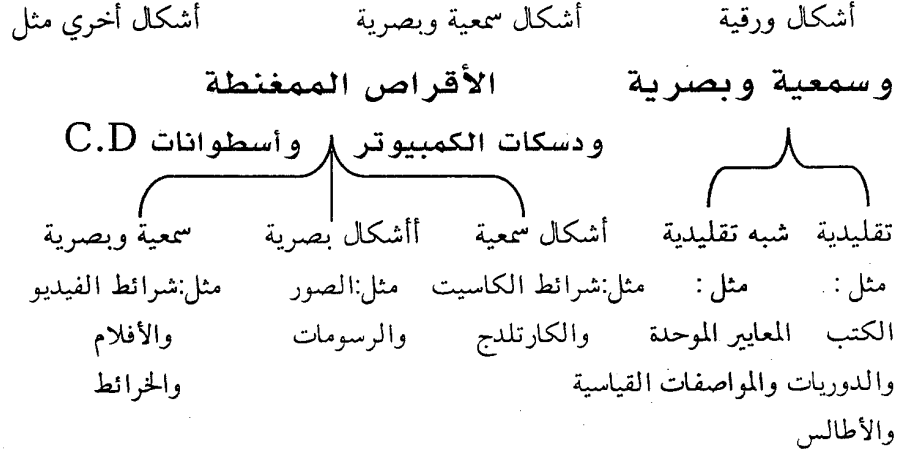 أشكال ورقية أشكال سمعية وبصرية أشكال أخري مثل
وسمعية وبصرية الأقراص الممغنطة
ودسكات الكمبيوتر وأسطوانات C.D
تقليدية شبه تقليدية أشكال سمعية أأشكال بصرية سمعية وبصرية
مثل : مثل : مثل:شرائط الكاسيت مثل:الصور مثل:شرائط الفيديو
الكتب المعايير الموحدة والكارتلدج والرسومات والأفلام
والدوريات والمواصفات القياسية والخرائط
والأطالس